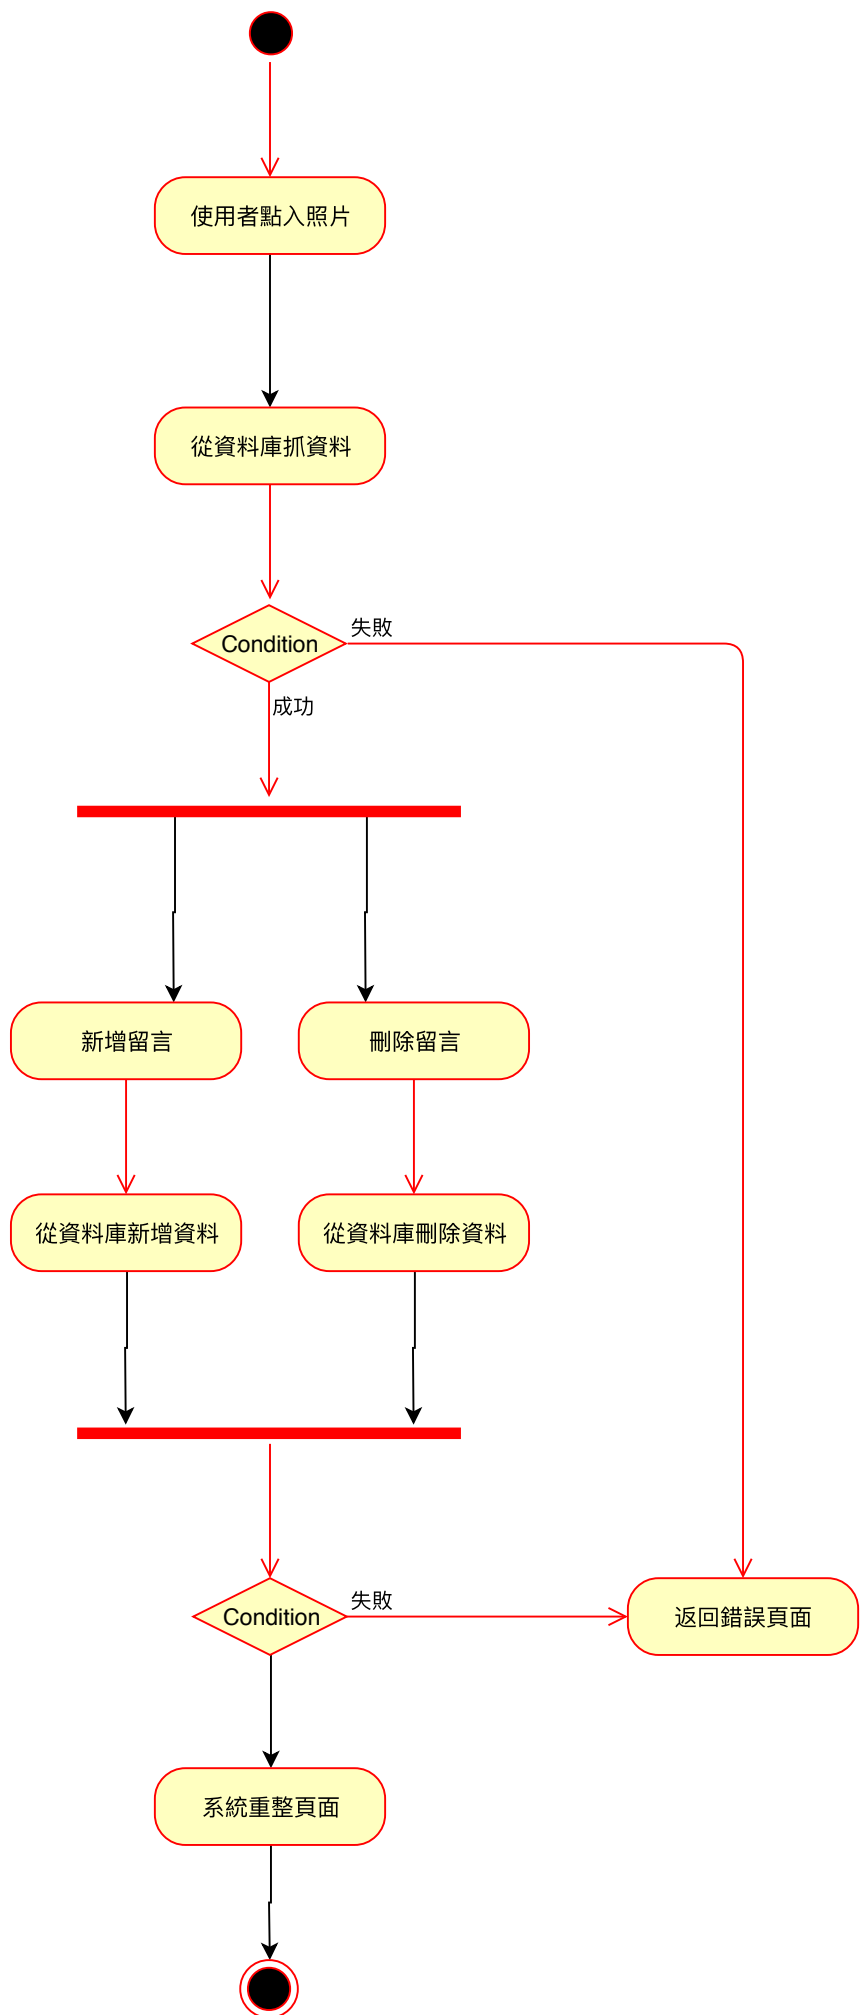 使用者點入照片
從資料庫抓資料
Condition
失敗
成功
新增留言
刪除留言
從資料庫新增資料
從資料庫刪除資料
Condition
失敗
返回錯誤頁面
系統重整頁面